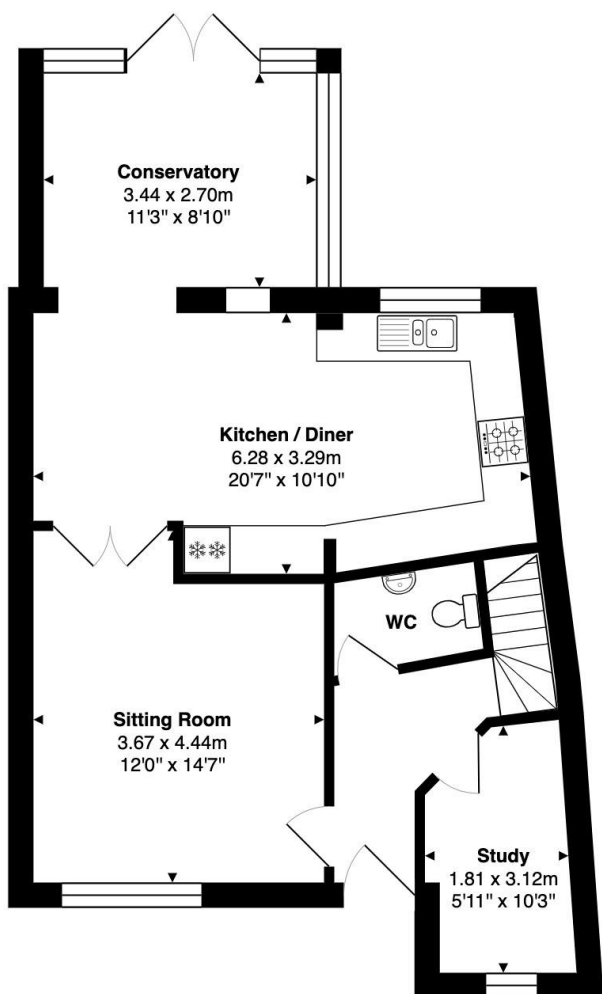 Conservatory
3.44 x 2.70m
11'3" x 8'10"
Kitchen / Diner
6.28 x 3.29m
20'7" x 10'10"
WC
Sitting Room
3.67 x 4.44m
12'0" x 14'7"
Study
1.81 x 3.12m
5'11" x 10'3"